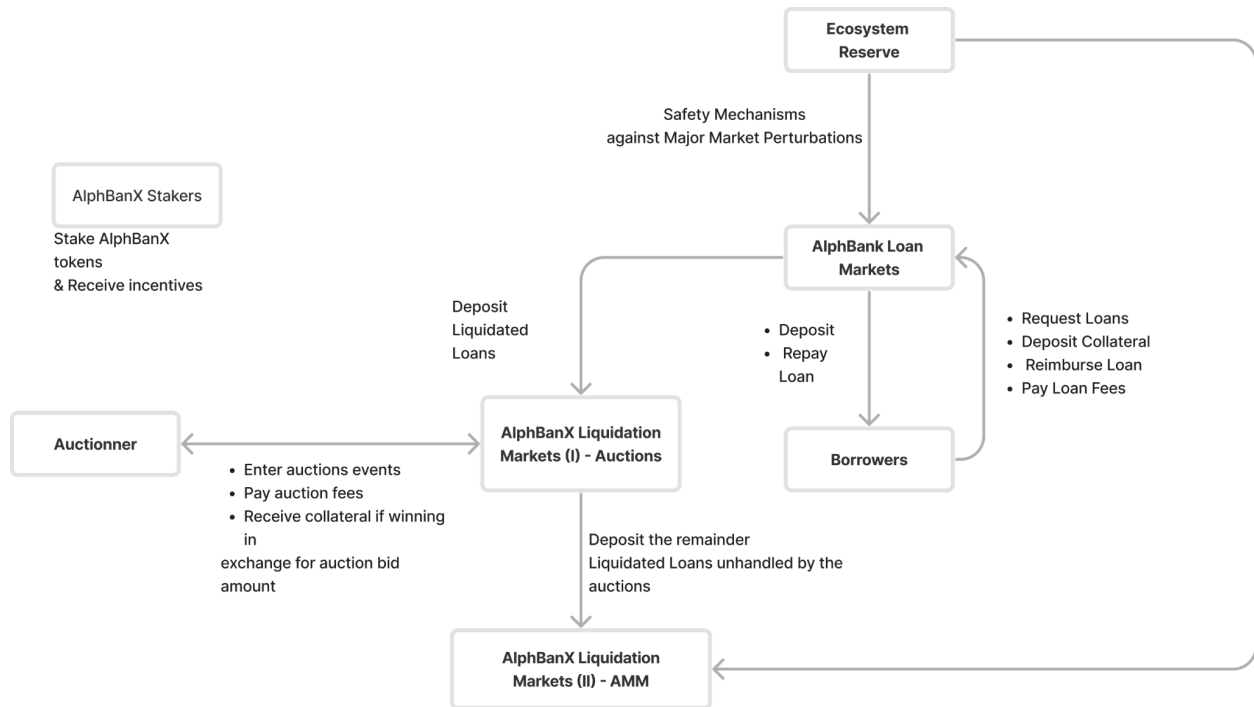 Ecosystem
Reserve
Safety Mechanisms
against Major Market Perturbations
AlphBanX Stakers
Stake AlphBanX
tokens
& Receive incentives
AlphBank Loan
Markets
Deposit
Liquidated
Loans
• Deposit
• Repay
Loan
• Request Loans
• Deposit Collateral
• Reimburse Loan
• Pay Loan Fees
Auctionner
AlphBanX Liquidation
Markets (I) - Auctions
Borrowers
• Enter auctions events
• Pay auction fees
• Receive collateral if winning
in
exchange for auction bid
amount
Deposit the remainder
Liquidated Loans unhandled by the
auctions
AlphBanX Liquidation
Markets (II) - AMM